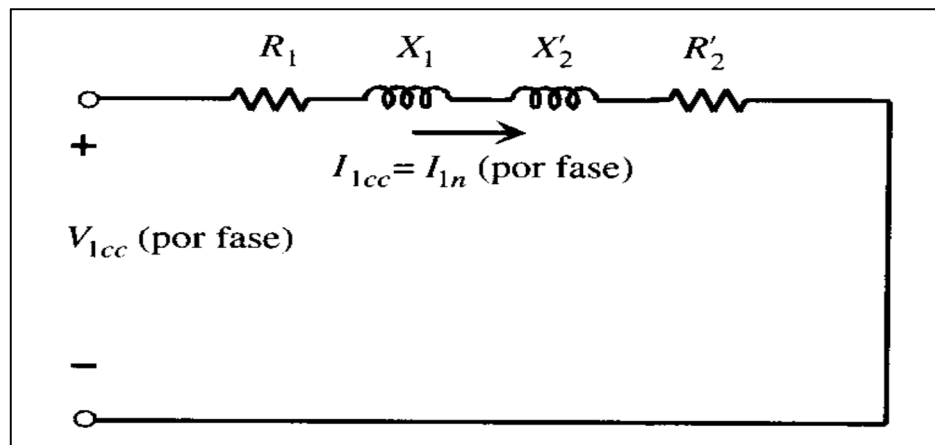 R₁ X₁ X′₂ R′₂
+
I₁cc = I₁n (por fase)
V₁cc (por fase)
−